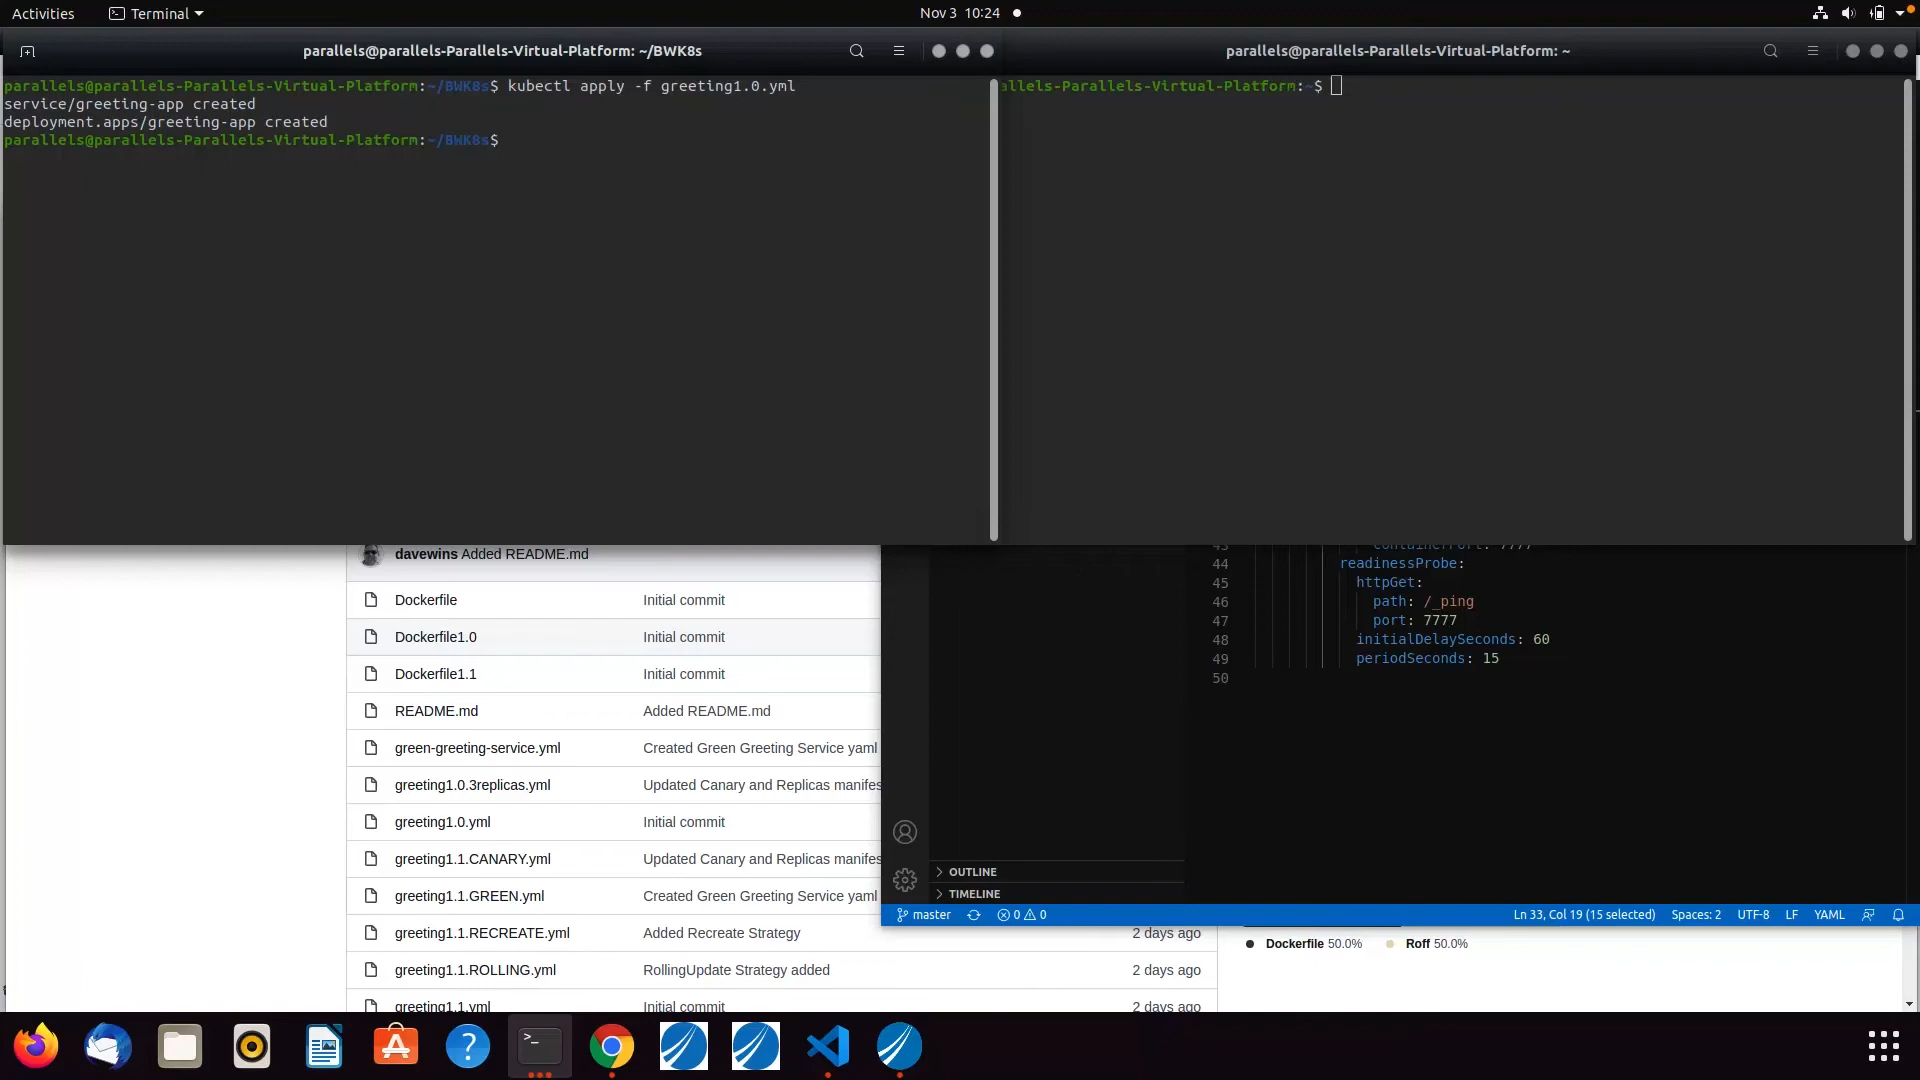 Activities
Terminal
Nov 3 10:24
parallels@parallels-Parallels-Virtual-Platform: ~/BWK8s
parallels@parallels-Parallels-Virtual-Platform: ~
parallels@parallels-Parallels-Virtual-Platform:~/BWK8s$ kubectl apply -f greeting1.0.yml
service/greeting-app created
deployment.apps/greeting-app created
parallels@parallels-Parallels-Virtual-Platform:~/BWK8s$
allels-Parallels-Virtual-Platform:~$
davewins Added README.md
Dockerfile Initial commit
Dockerfile1.0 Initial commit
Dockerfile1.1 Initial commit
README.md Added README.md
green-greeting-service.yml Created Green Greeting Service yaml
greeting1.0.3replicas.yml Updated Canary and Replicas manifes
greeting1.0.yml Initial commit
greeting1.1.CANARY.yml Updated Canary and Replicas manifes
greeting1.1.GREEN.yml Created Green Greeting Service yaml
greeting1.1.RECREATE.yml Added Recreate Strategy 2 days ago
greeting1.1.ROLLING.yml RollingUpdate Strategy added 2 days ago
greeting1.1.yml Initial commit 2 days ago
43 containerPort: 7777
44 readinessProbe:
45 httpGet:
46 path: /_ping
47 port: 7777
48 initialDelaySeconds: 60
49 periodSeconds: 15
50
OUTLINE
TIMELINE
master 0 0
Ln 33, Col 19 (15 selected) Spaces: 2 UTF-8 LF YAML
Dockerfile 50.0% Roff 50.0%